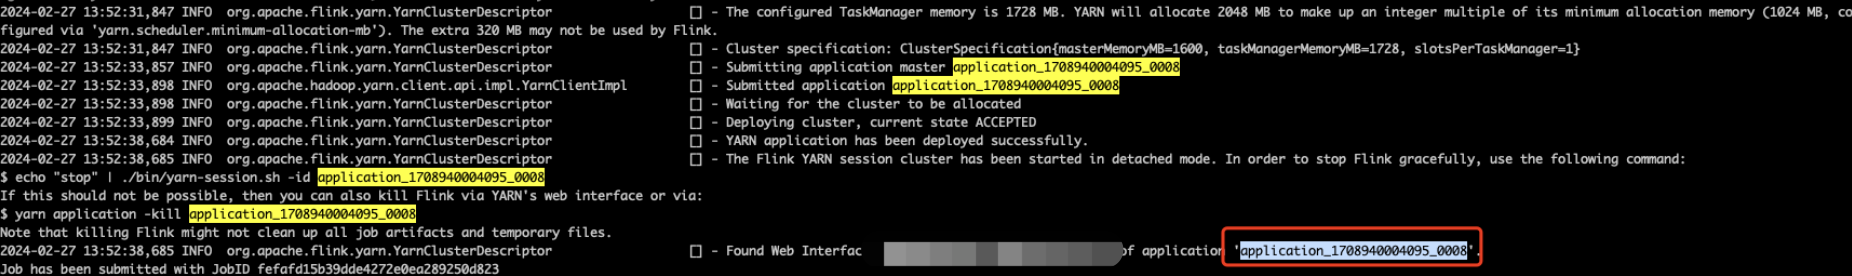 2024-02-27 13:52:31,847 INFO  org.apache.flink.yarn.YarnClusterDescriptor                  [] - The configured TaskManager memory is 1728 MB. YARN will allocate 2048 MB to make up an integer multiple of its minimum allocation memory (1024 MB, co
figured via 'yarn.scheduler.minimum-allocation-mb'). The extra 320 MB may not be used by Flink.
2024-02-27 13:52:31,847 INFO  org.apache.flink.yarn.YarnClusterDescriptor                  [] - Cluster specification: ClusterSpecification{masterMemoryMB=1600, taskManagerMemoryMB=1728, slotsPerTaskManager=1}
2024-02-27 13:52:33,857 INFO  org.apache.flink.yarn.YarnClusterDescriptor                  [] - Submitting application master application_1708940004095_0008
2024-02-27 13:52:33,898 INFO  org.apache.hadoop.yarn.client.api.impl.YarnClientImpl        [] - Submitted application application_1708940004095_0008
2024-02-27 13:52:33,898 INFO  org.apache.flink.yarn.YarnClusterDescriptor                  [] - Waiting for the cluster to be allocated
2024-02-27 13:52:33,899 INFO  org.apache.flink.yarn.YarnClusterDescriptor                  [] - Deploying cluster, current state ACCEPTED
2024-02-27 13:52:38,684 INFO  org.apache.flink.yarn.YarnClusterDescriptor                  [] - YARN application has been deployed successfully.
2024-02-27 13:52:38,685 INFO  org.apache.flink.yarn.YarnClusterDescriptor                  [] - The Flink YARN session cluster has been started in detached mode. In order to stop Flink gracefully, use the following command:
$ echo "stop" | ./bin/yarn-session.sh -id application_1708940004095_0008
If this should not be possible, then you can also kill Flink via YARN's web interface or via:
$ yarn application -kill application_1708940004095_0008
Note that killing Flink might not clean up all job artifacts and temporary files.
2024-02-27 13:52:38,685 INFO  org.apache.flink.yarn.YarnClusterDescriptor                  [] - Found Web Interfac of application 'application_1708940004095_0008'.
Job has been submitted with JobID fefafd15b39dde4272e0ea289250d823